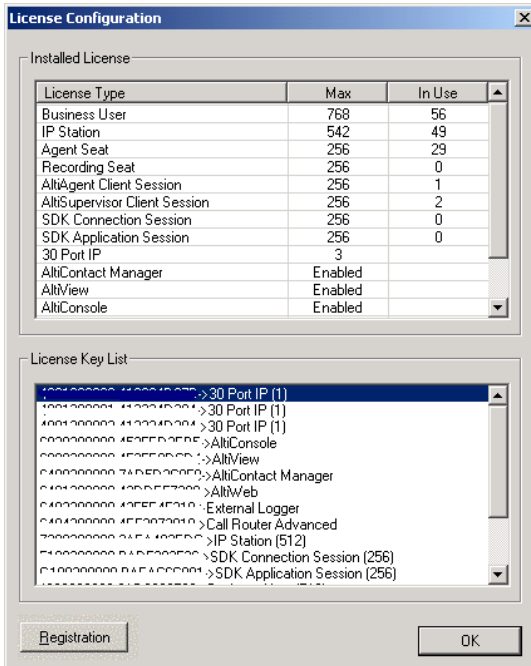 License Configuration
Installed License
License Type Max In Use
Business User 768 56
IP Station 542 49
Agent Seat 256 29
Recording Seat 256 0
AltiAgent Client Session 256 1
AltiSupervisor Client Session 256 2
SDK Connection Session 256 0
SDK Application Session 256 0
30 Port IP 3
AltiContact Manager Enabled
AltiView Enabled
AltiConsole Enabled
License Key List
->30 Port IP (1)
->30 Port IP (1)
>30 Port IP (1)
->AltiConsole
->AltiView
->AltiContact Manager
>AltiWeb
External Logger
>Call Router Advanced
>IP Station (512)
>SDK Connection Session (256)
->SDK Application Session (256)
Registration
OK